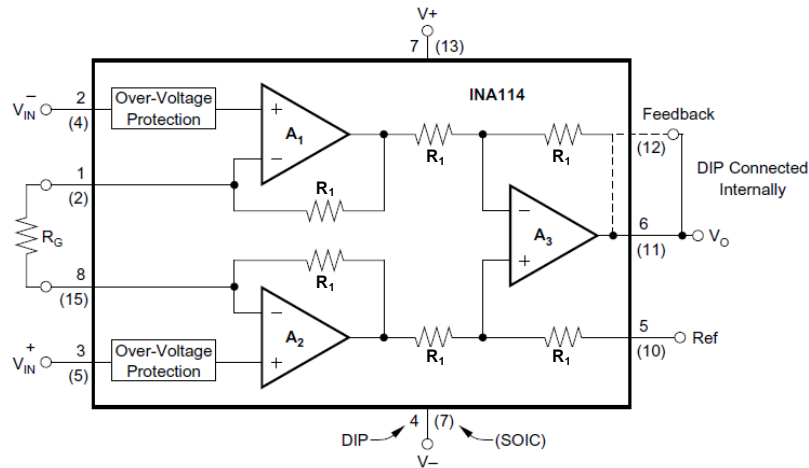 V+
7 (13)
INA114
2
(4)
V⁻IN
Over-Voltage
Protection
+
A1
−
R1
R1
R1
Feedback
(12)
DIP Connected
Internally
1
(2)
RG
8
(15)
R1
−
A3
+
6
(11)
VO
−
A2
+
R1
R1
5
(10)
Ref
V⁺IN
3
(5)
Over-Voltage
Protection
DIP
4 (7)
(SOIC)
V–